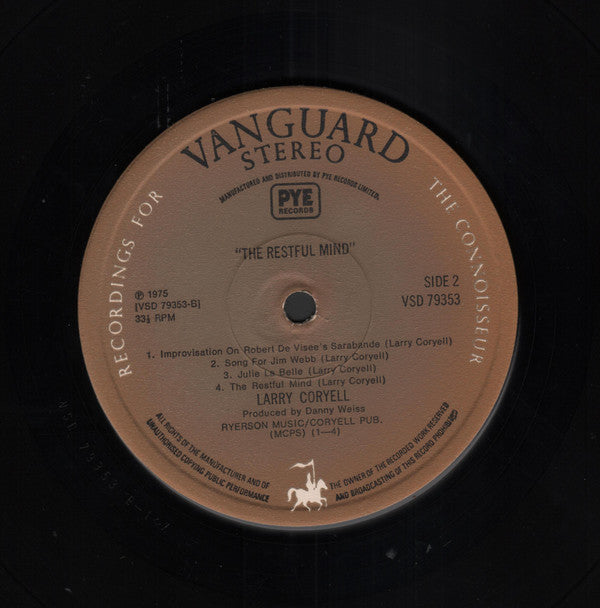 VANGUARD
STEREO
RECORDINGS FOR THE CONNOISSEUR
MANUFACTURED AND DISTRIBUTED BY PYE RECORDS LIMITED.
PYE
RECORDS
"THE RESTFUL MIND"
℗ 1975
[VSD 79353-B]
33⅓ RPM
SIDE 2
VSD 79353
1. Improvisation On Robert De Visee's Sarabande (Larry Coryell)
2. Song For Jim Webb (Larry Coryell)
3. Julie La Belle (Larry Coryell)
4. The Restful Mind (Larry Coryell)
LARRY CORYELL
Produced by Danny Weiss
RYERSON MUSIC/CORYELL PUB.
(MCPS) (1—4)
ALL RIGHTS OF THE MANUFACTURER AND OF THE OWNER OF THE RECORDED WORK RESERVED
UNAUTHORISED COPYING PUBLIC PERFORMANCE AND BROADCASTING OF THIS RECORD PROHIBITED